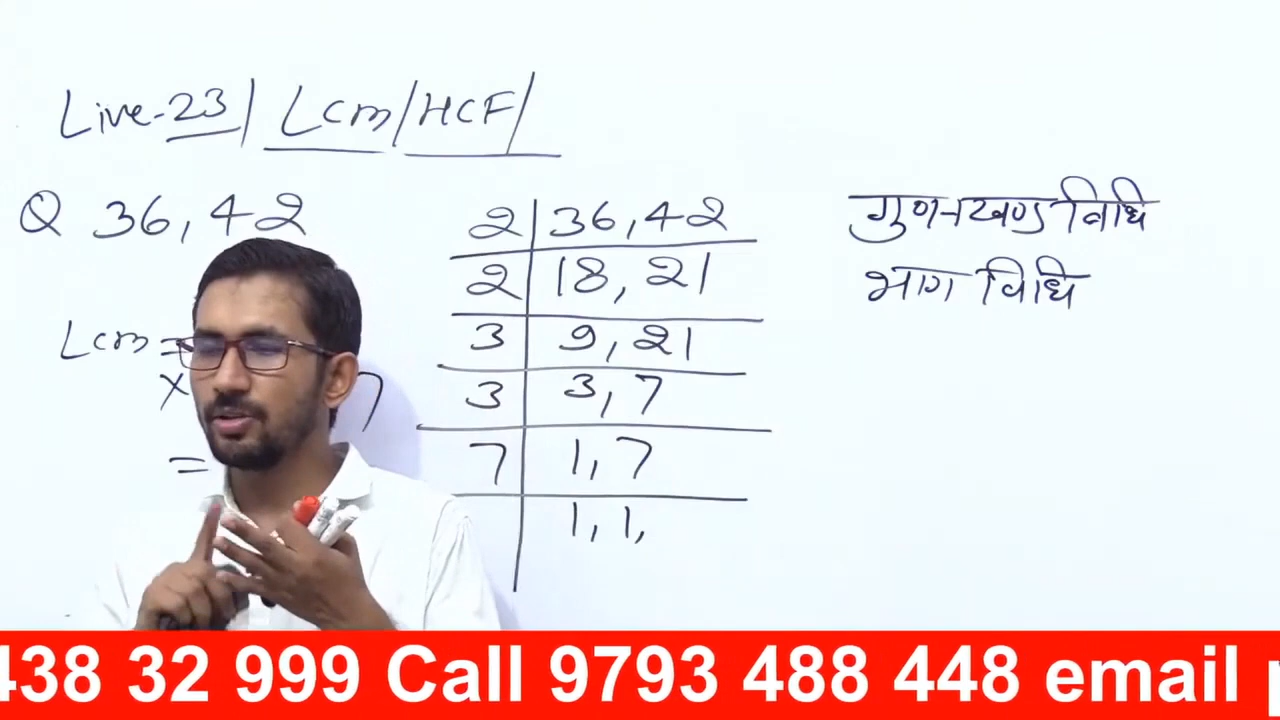 Live-23/ Lcm/HCF/
Q 36,42
Lcm =
× 7
=
2 | 36,42
2 | 18, 21
3 | 9, 21
3 | 3, 7
7 | 1, 7
1, 1,
गुणनखण्ड विधि
भाग विधि
438 32 999 Call 9793 488 448 email